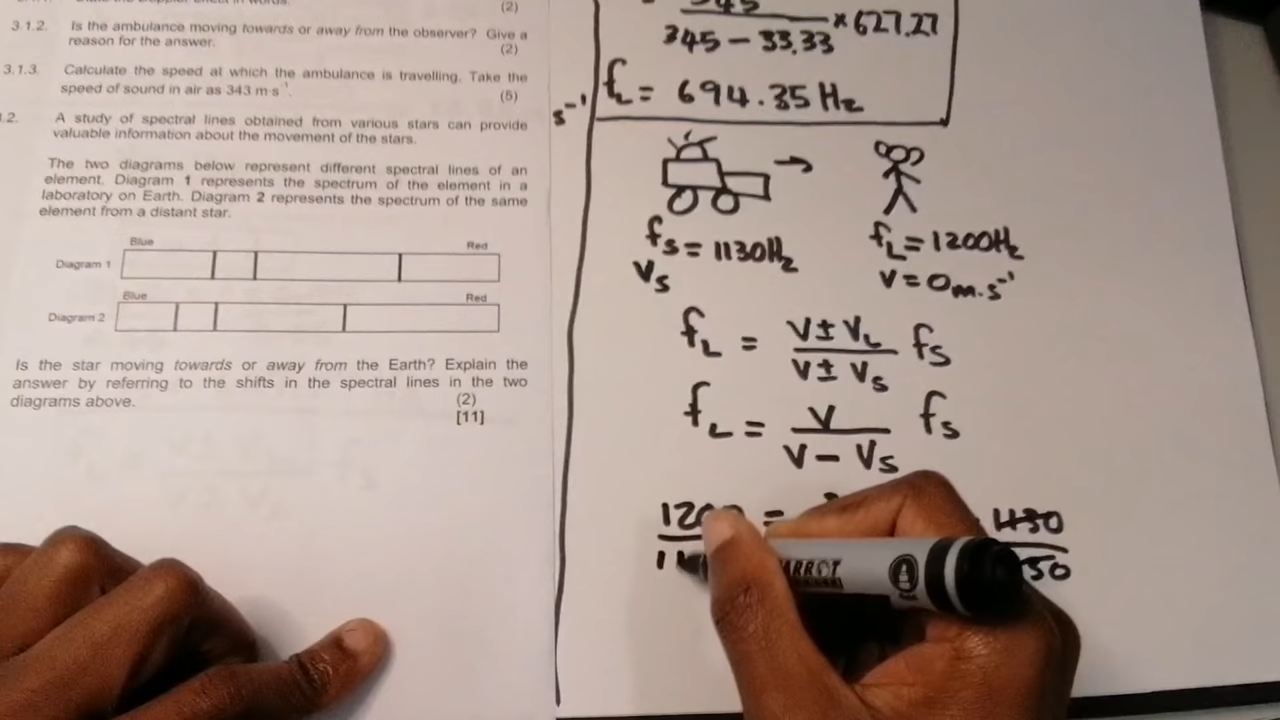 (2)
3.1.2. Is the ambulance moving towards or away from the observer? Give a
reason for the answer. (2)
3.1.3. Calculate the speed at which the ambulance is travelling. Take the
speed of sound in air as 343 m·s⁻¹. (5)
.2. A study of spectral lines obtained from various stars can provide
valuable information about the movement of the stars.
The two diagrams below represent different spectral lines of an
element. Diagram 1 represents the spectrum of the element in a
laboratory on Earth. Diagram 2 represents the spectrum of the same
element from a distant star.
Blue Red
Diagram 1
Blue Red
Diagram 2
Is the star moving towards or away from the Earth? Explain the
answer by referring to the shifts in the spectral lines in the two
diagrams above. (2)
[11]
345 - 33,33 × 627,27
s⁻¹
fL = 694.35 Hz
fs = 1130Hz
Vs
fL = 1200Hz
V = 0m.s⁻¹
fL = V ± VL / V ± Vs fs
fL = V / V - Vs fs
=
ARROT